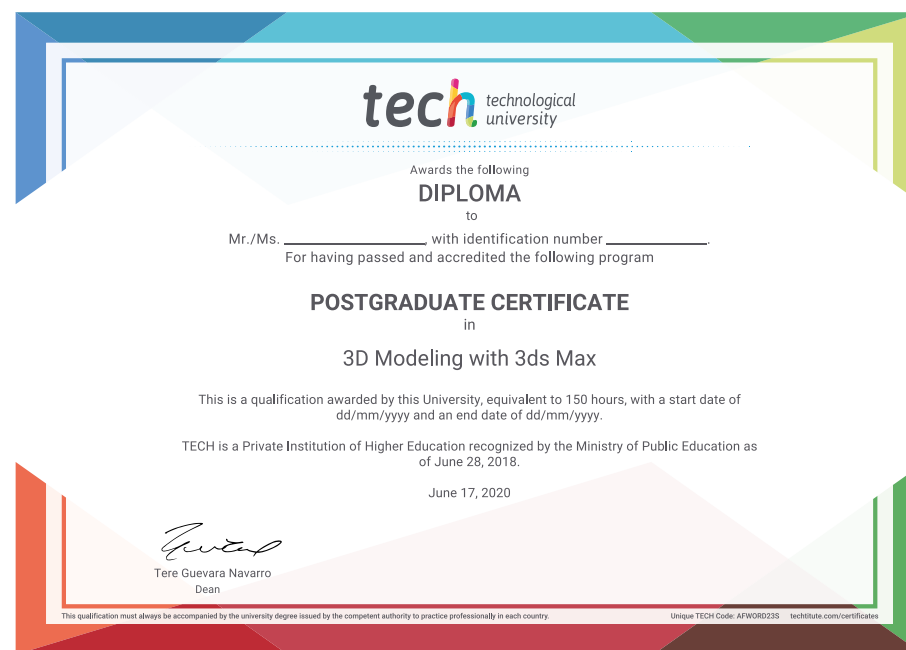 tech technological
university
Awards the following
DIPLOMA
to
Mr./Ms. ____________, with identification number ____________.
For having passed and accredited the following program
POSTGRADUATE CERTIFICATE
in
3D Modeling with 3ds Max
This is a qualification awarded by this University, equivalent to 150 hours, with a start date of
dd/mm/yyyy and an end date of dd/mm/yyyy.
TECH is a Private Institution of Higher Education recognized by the Ministry of Public Education as
of June 28, 2018.
June 17, 2020
Tere Guevara Navarro
Dean
This qualification must always be accompanied by the university degree issued by the competent authority to practice professionally in each country. Unique TECH Code: AFWORD23S techtitute.com/certificates